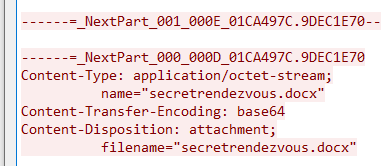 ------=_NextPart_001_000E_01CA497C.9DEC1E70--
------=_NextPart_000_000D_01CA497C.9DEC1E70
Content-Type: application/octet-stream;
name="secretrendezvous.docx"
Content-Transfer-Encoding: base64
Content-Disposition: attachment;
filename="secretrendezvous.docx"